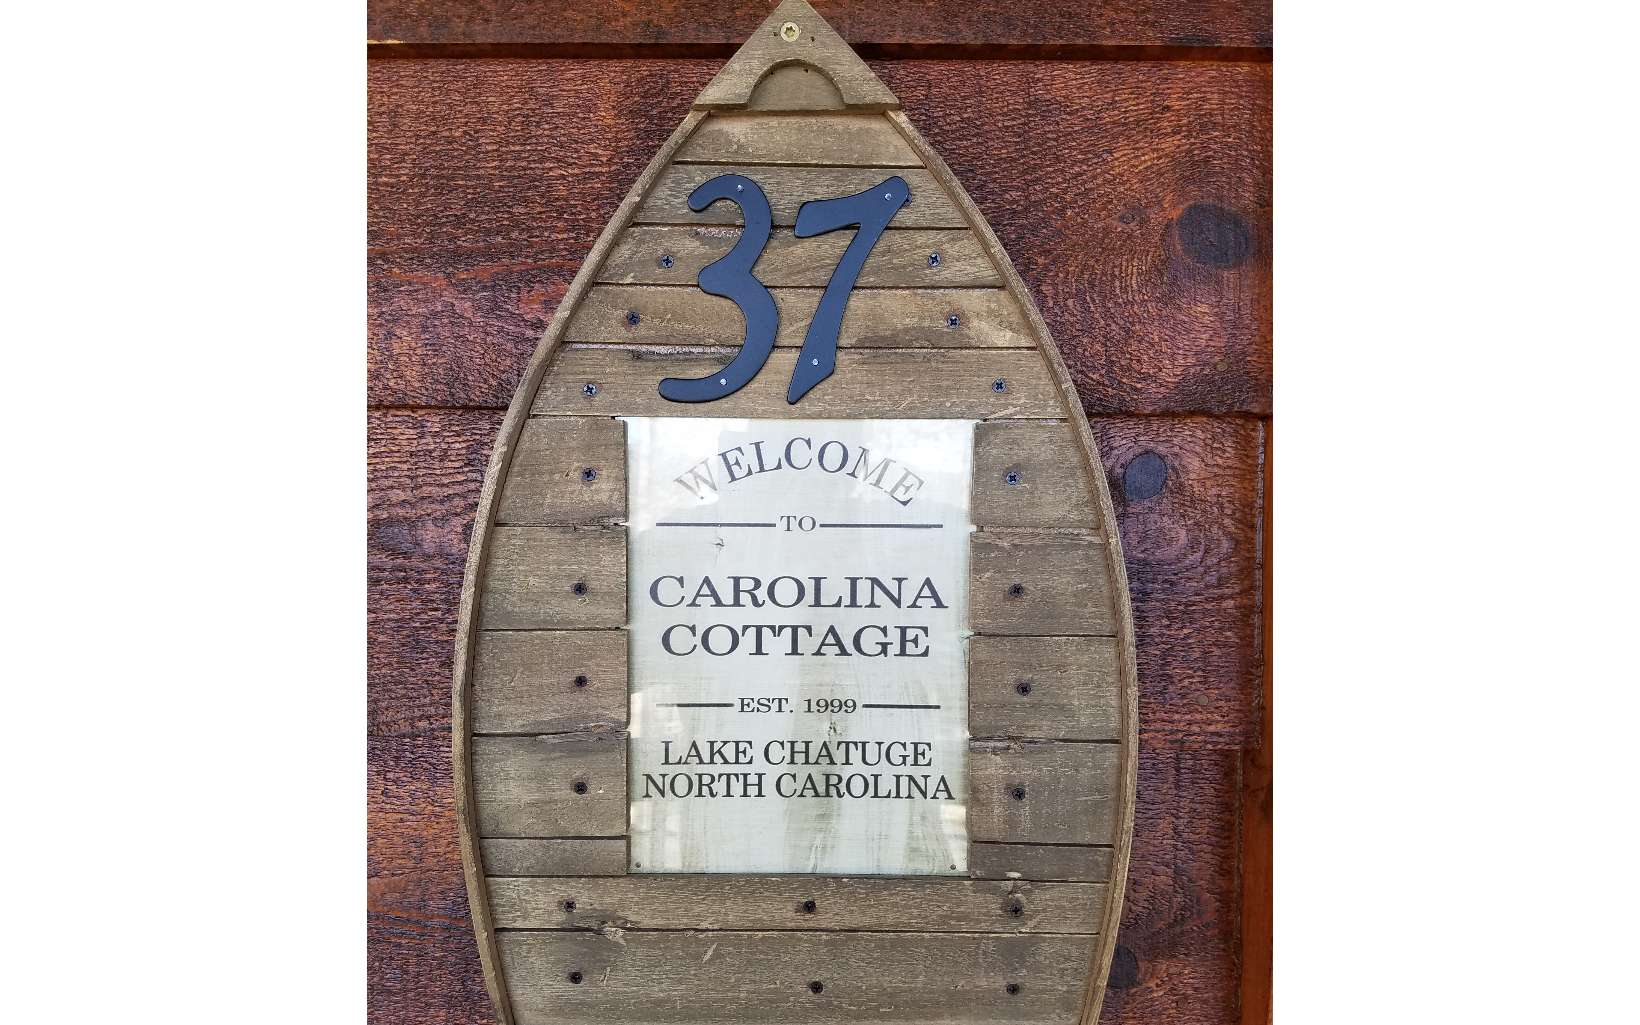 37
WELCOME
TO
CAROLINA
COTTAGE
EST. 1999
LAKE CHATUGE
NORTH CAROLINA